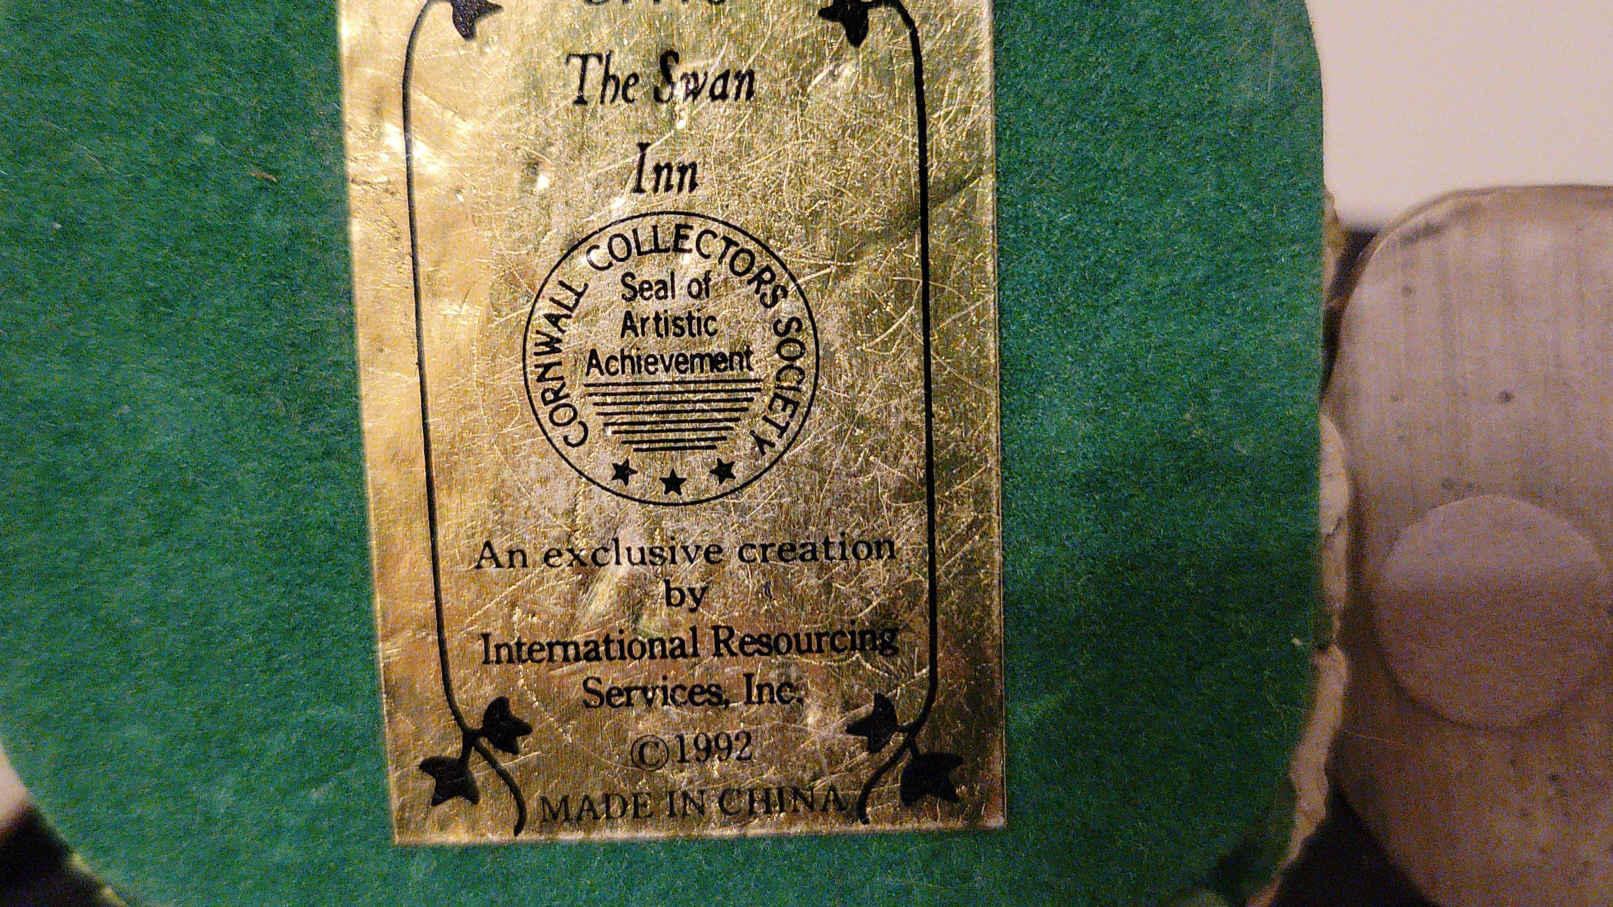 The Swan
Inn
CORNWALL COLLECTORS SOCIETY
Seal of
Artistic
Achievement
An exclusive creation
by
International Resourcing
Services, Inc.
©1992
MADE IN CHINA